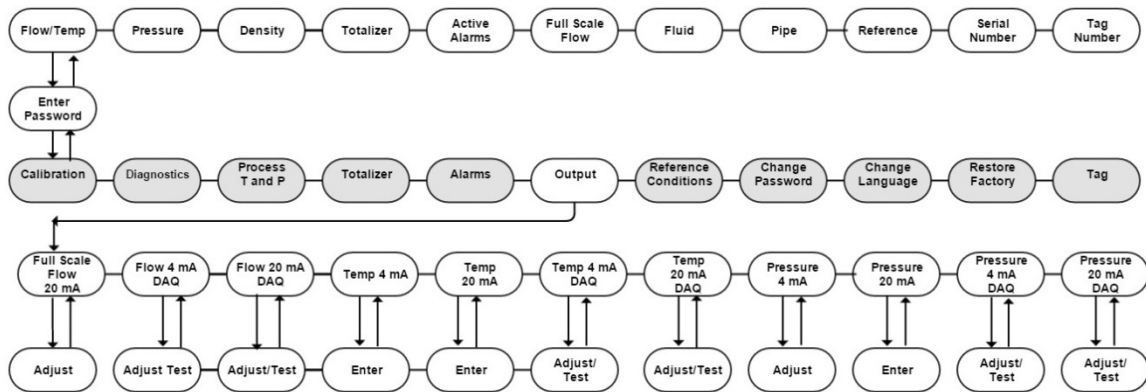 Flow/Temp
Pressure
Density
Totalizer
Active
Alarms
Full Scale
Flow
Fluid
Pipe
Reference
Serial
Number
Tag
Number
Enter
Password
Calibration
Diagnostics
Process
T and P
Totalizer
Alarms
Output
Reference
Conditions
Change
Password
Change
Language
Restore
Factory
Tag
Full Scale
Flow
20 mA
Flow 4 mA
DAQ
Flow 20 mA
DAQ
Temp 4 mA
Temp
20 mA
Temp 4 mA
DAQ
Temp
20 mA
DAQ
Pressure
4 mA
Pressure
20 mA
Pressure
4 mA
DAQ
Pressure
20 mA
DAQ
Adjust
Adjust Test
Adjust/Test
Enter
Enter
Adjust/
Test
Adjust/Test
Adjust
Enter
Adjust/
Test
Adjust/
Test